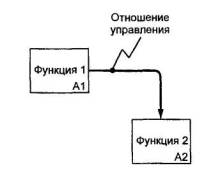 Отношение
управления
Функция 1
A1
Функция 2
A2